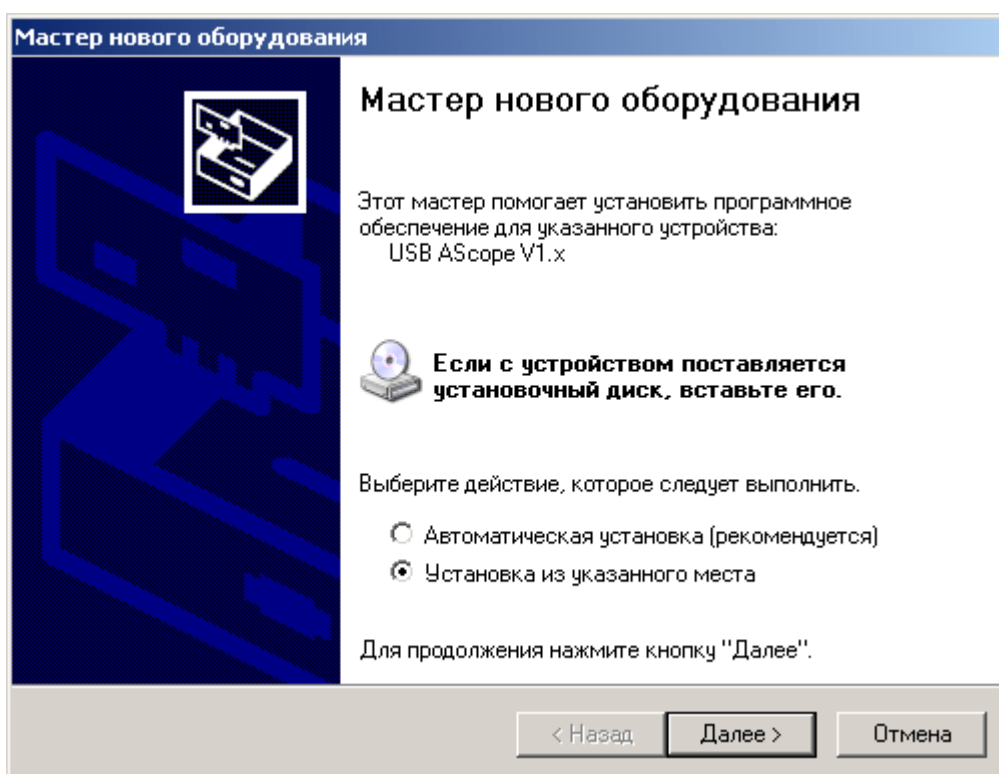 Мастер нового оборудования
Мастер нового оборудования
Этот мастер помогает установить программное
обеспечение для указанного устройства:
USB AScope V1.x
Если с устройством поставляется
установочный диск, вставьте его.
Выберите действие, которое следует выполнить.
Автоматическая установка (рекомендуется)
Установка из указанного места
Для продолжения нажмите кнопку "Далее".
< Назад
Далее >
Отмена